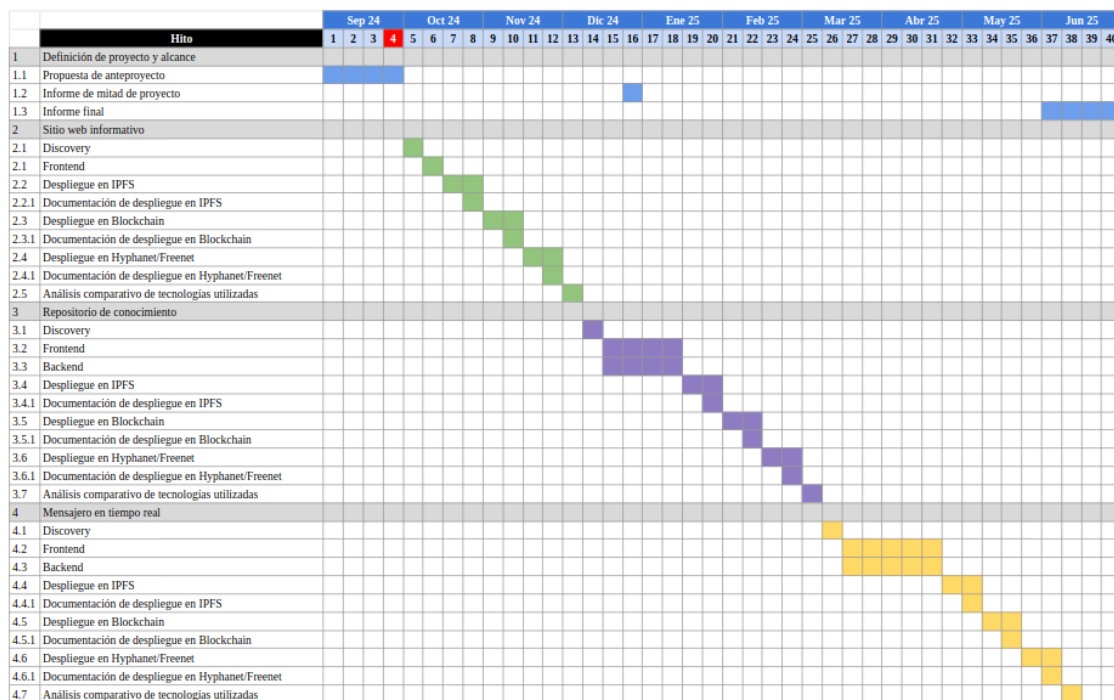 Sep 24 Oct 24 Nov 24 Dic 24 Ene 25 Feb 25 Mar 25 Abr 25 May 25 Jun 25
Hito 1 2 3 4 5 6 7 8 9 10 11 12 13 14 15 16 17 18 19 20 21 22 23 24 25 26 27 28 29 30 31 32 33 34 35 36 37 38 39 40
1 Definición de proyecto y alcance
1.1 Propuesta de anteproyecto
1.2 Informe de mitad de proyecto
1.3 Informe final
2 Sitio web informativo
2.1 Discovery
2.1 Frontend
2.2 Despliegue en IPFS
2.2.1 Documentación de despliegue en IPFS
2.3 Despliegue en Blockchain
2.3.1 Documentación de despliegue en Blockchain
2.4 Despliegue en Hyphanet/Freenet
2.4.1 Documentación de despliegue en Hyphanet/Freenet
2.5 Análisis comparativo de tecnologías utilizadas
3 Repositorio de conocimiento
3.1 Discovery
3.2 Frontend
3.3 Backend
3.4 Despliegue en IPFS
3.4.1 Documentación de despliegue en IPFS
3.5 Despliegue en Blockchain
3.5.1 Documentación de despliegue en Blockchain
3.6 Despliegue en Hyphanet/Freenet
3.6.1 Documentación de despliegue en Hyphanet/Freenet
3.7 Análisis comparativo de tecnologías utilizadas
4 Mensajero en tiempo real
4.1 Discovery
4.2 Frontend
4.3 Backend
4.4 Despliegue en IPFS
4.4.1 Documentación de despliegue en IPFS
4.5 Despliegue en Blockchain
4.5.1 Documentación de despliegue en Blockchain
4.6 Despliegue en Hyphanet/Freenet
4.6.1 Documentación de despliegue en Hyphanet/Freenet
4.7 Análisis comparativo de tecnologías utilizadas